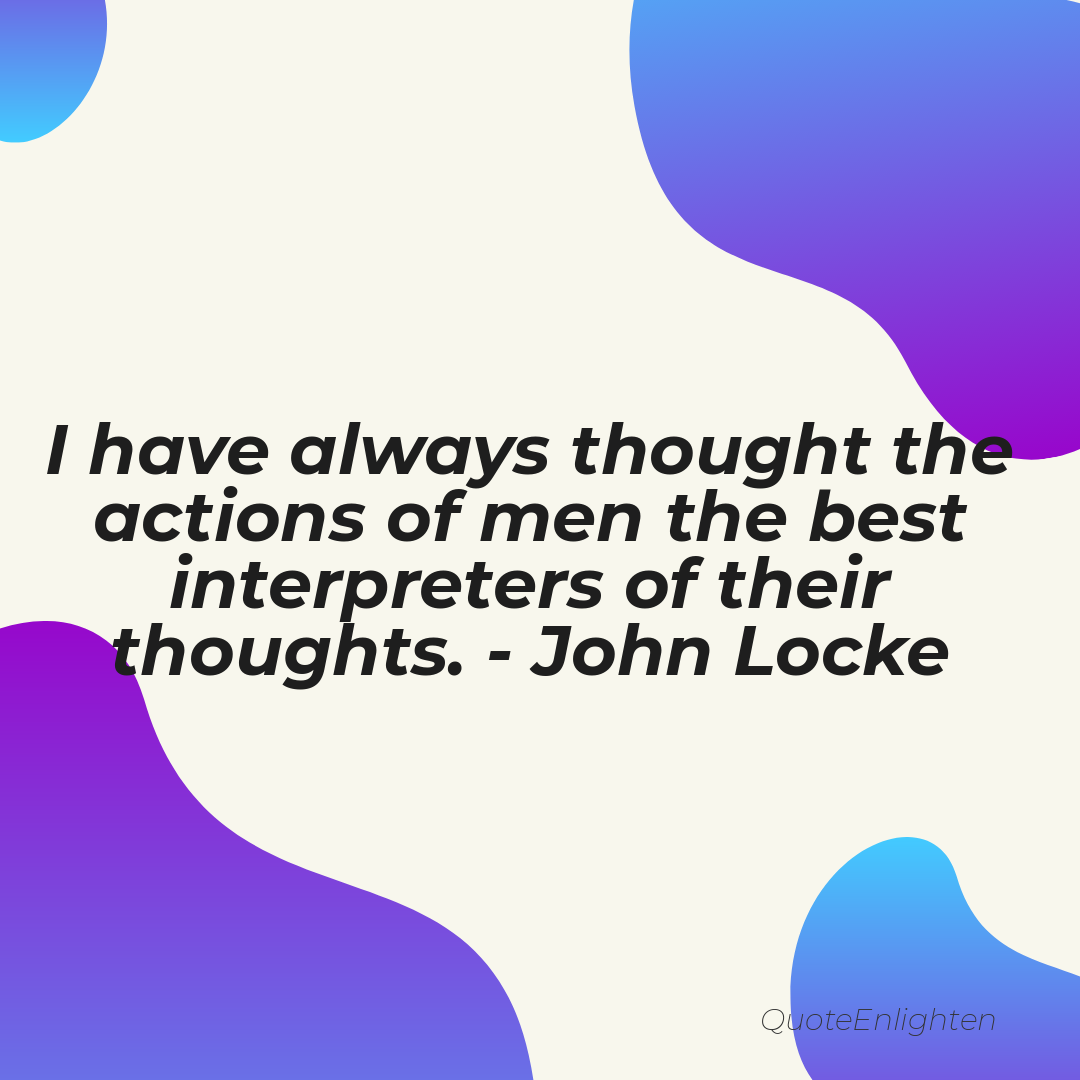 I have always thought the
actions of men the best
interpreters of their
thoughts. - John Locke
QuoteEnlighten